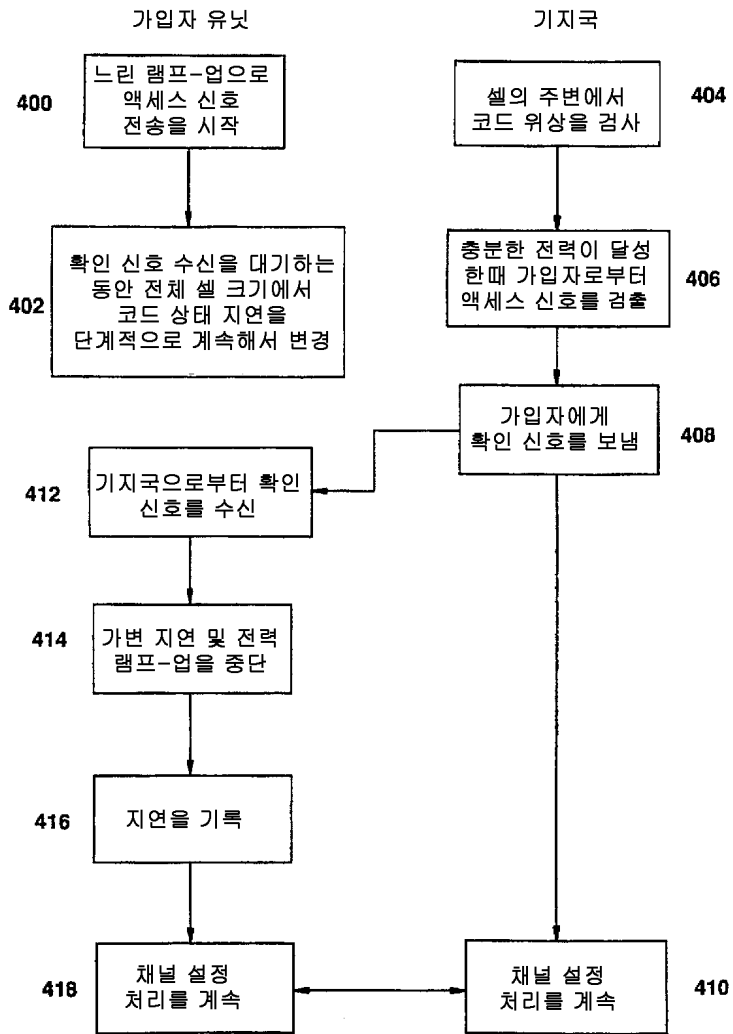 가입자 유닛
기지국
400
느린 램프-업으로
액세스 신호
전송을 시작
셀의 주변에서
코드 위상을 검사
404
402
확인 신호 수신을 대기하는
동안 전체 셀 크기에서
코드 상태 지연을
단계적으로 계속해서 변경
충분한 전력이 달성
한때 가입자로부터
액세스 신호를 검출
406
가입자에게
확인 신호를 보냄
408
412
기지국으로부터 확인
신호를 수신
414
가변 지연 및 전력
램프-업을 중단
416
지연을 기록
418
채널 설정
처리를 계속
채널 설정
처리를 계속
410